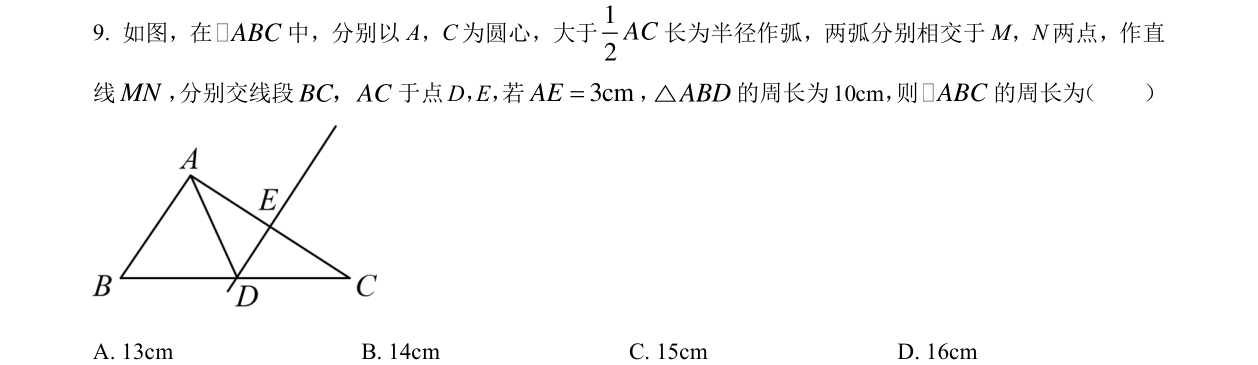 9. 如图，在□ABC 中，分别以 A，C 为圆心，大于 1/2 AC 长为半径作弧，两弧分别相交于 M，N 两点，作直
线 MN ，分别交线段 BC， AC 于点 D，E，若 AE = 3cm ，△ABD 的周长为 10cm，则□ABC 的周长为( )
A
E
B
D
C
A. 13cm B. 14cm C. 15cm D. 16cm